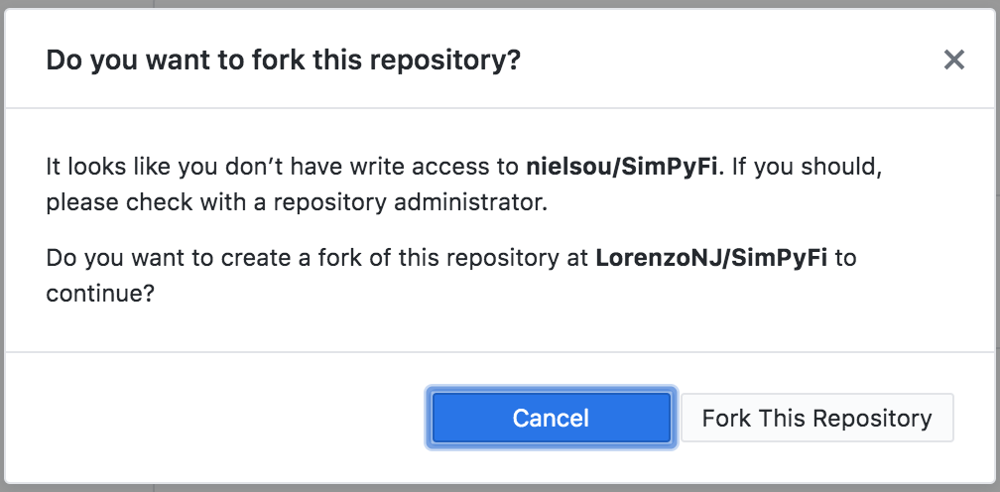 Do you want to fork this repository?
It looks like you don’t have write access to nielsou/SimPyFi. If you should,
please check with a repository administrator.
Do you want to create a fork of this repository at LorenzoNJ/SimPyFi to
continue?
Cancel
Fork This Repository